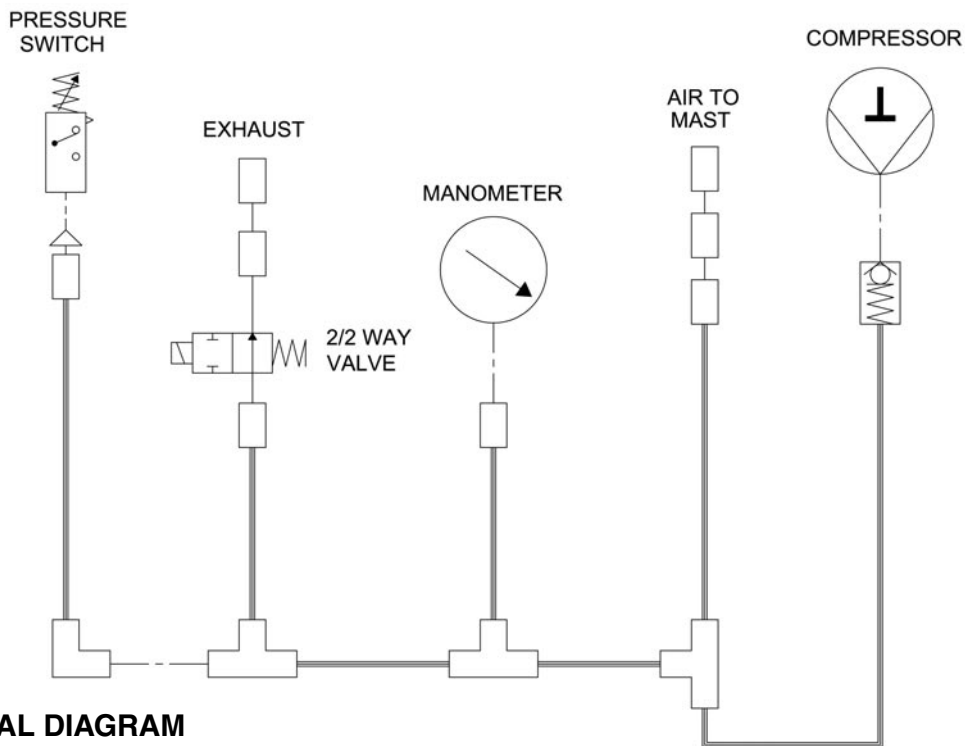 PRESSURE
SWITCH
EXHAUST
MANOMETER
AIR TO
MAST
COMPRESSOR
2/2 WAY
VALVE
AL DIAGRAM